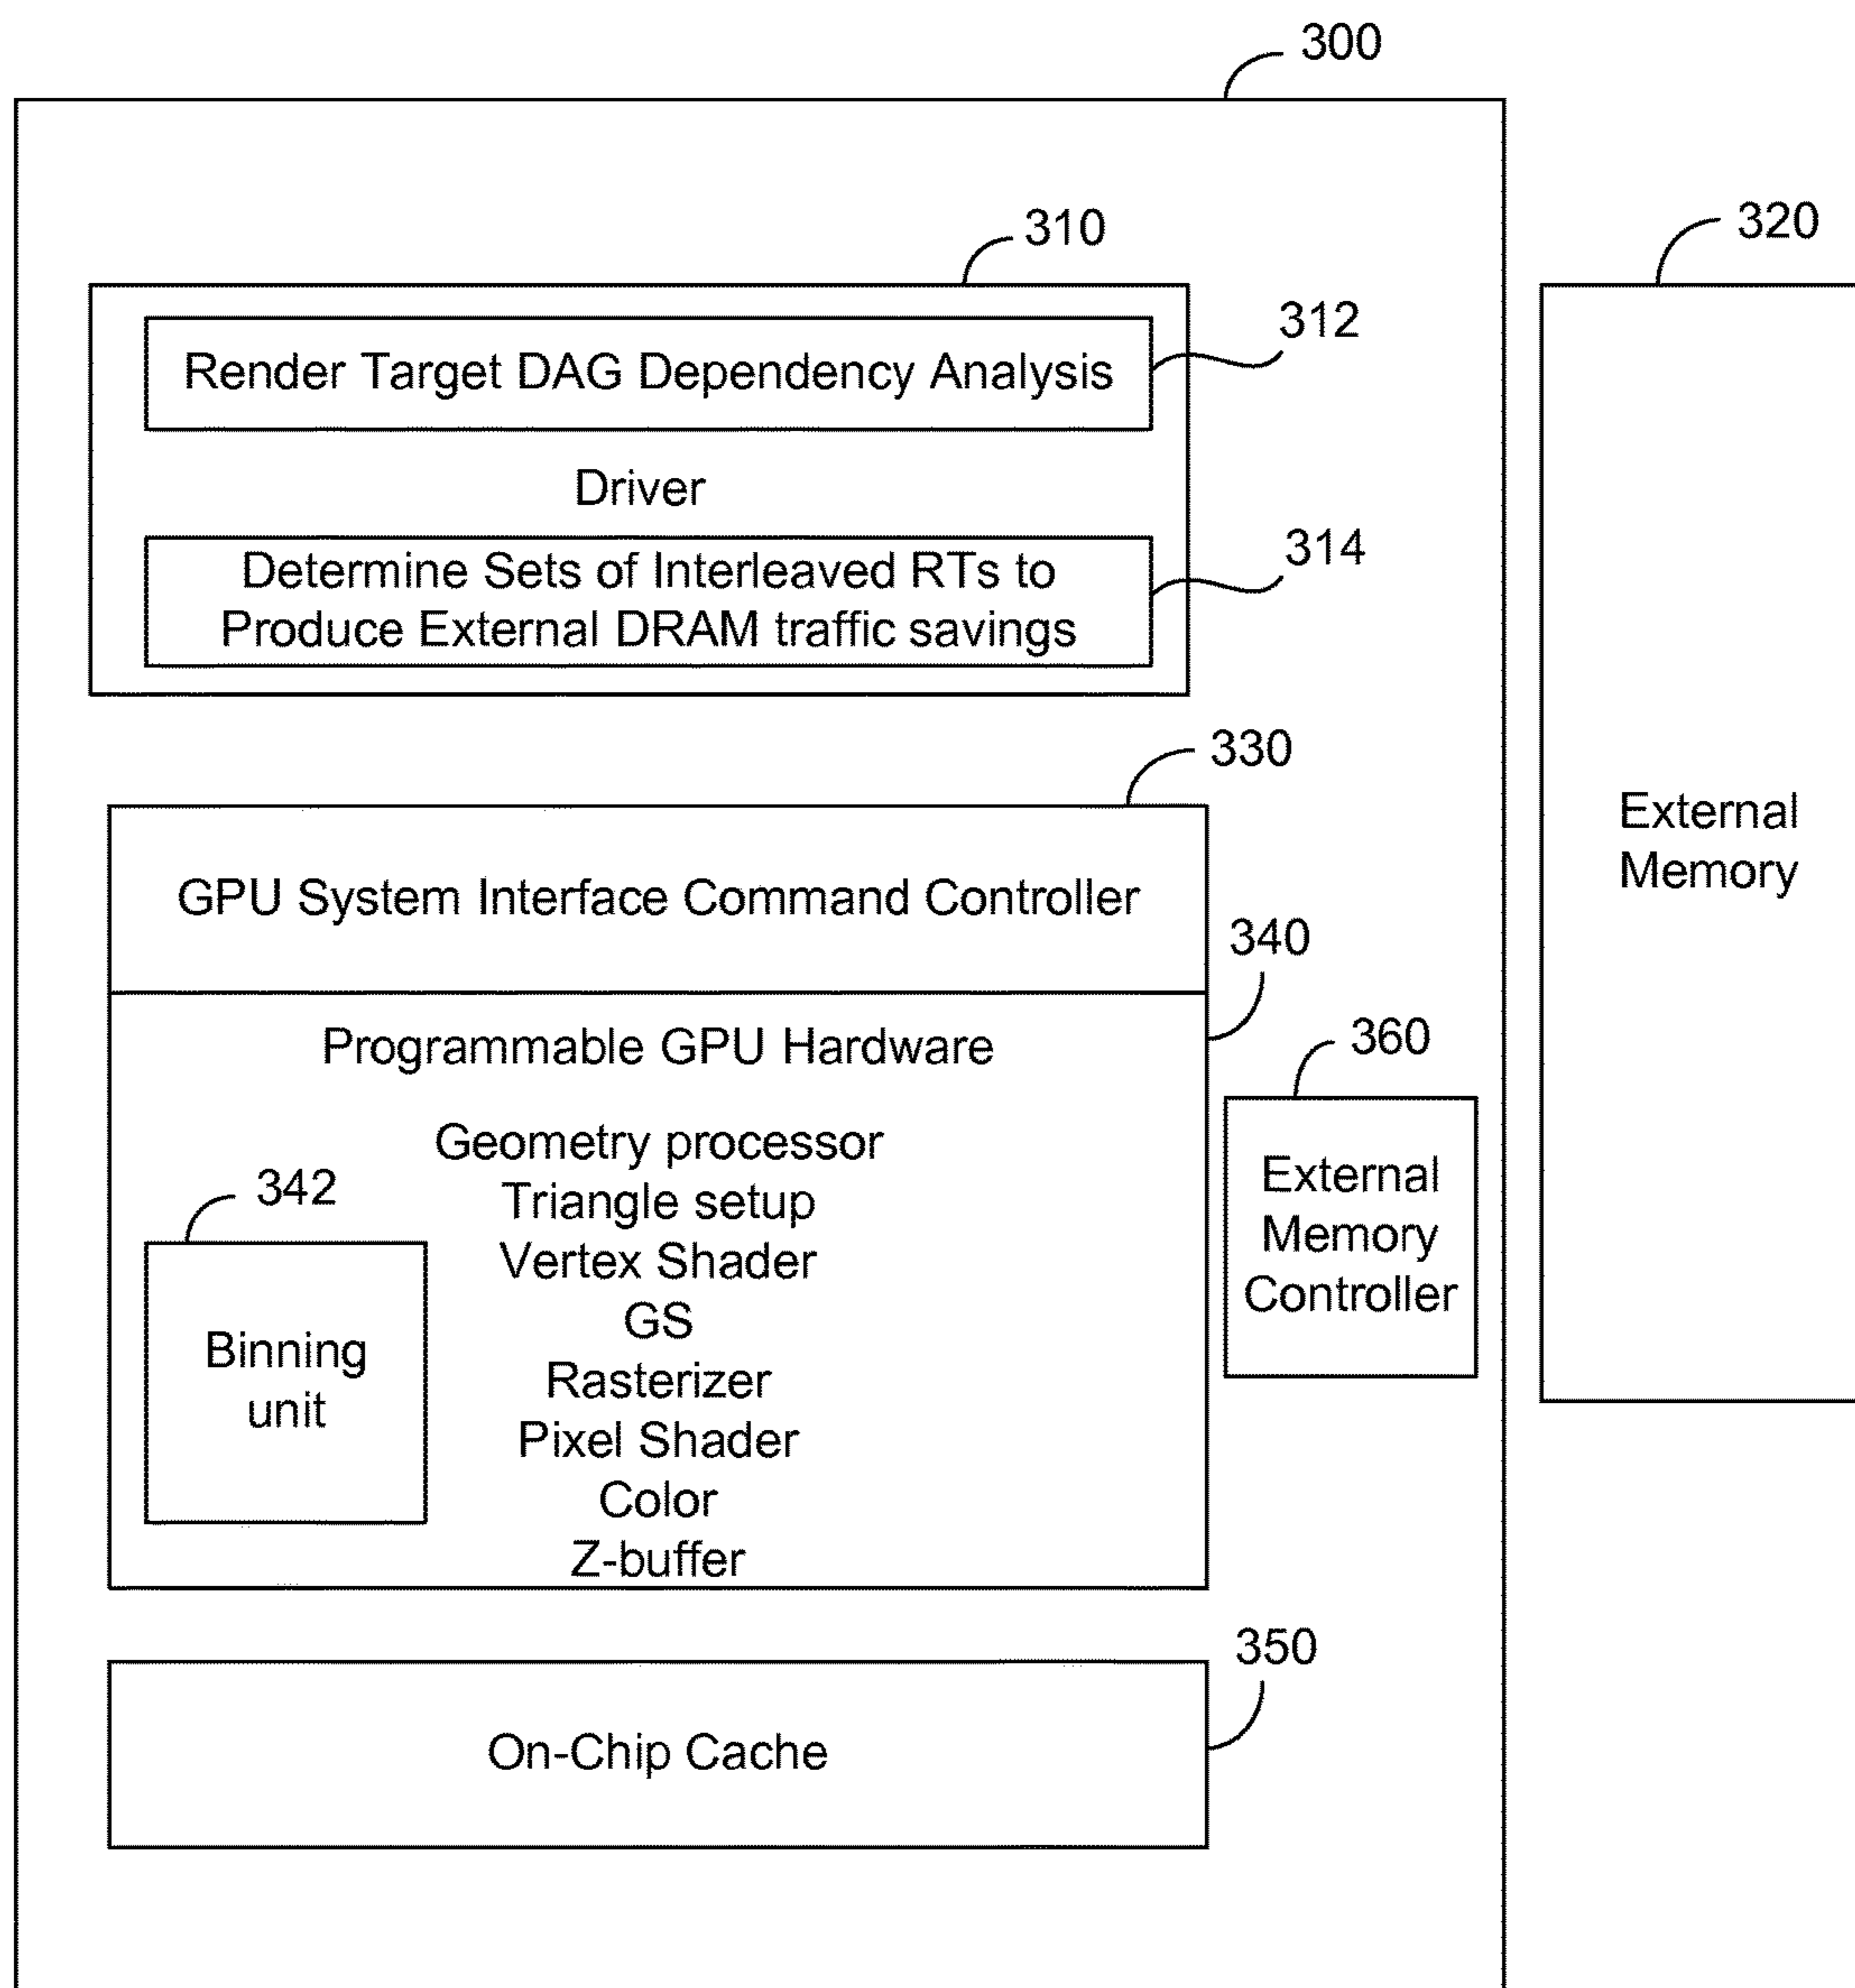 300
310
320
312
Render Target DAG Dependency Analysis
Driver
314
Determine Sets of Interleaved RTs to
Produce External DRAM traffic savings
330
External
Memory
GPU System Interface Command Controller
340
Programmable GPU Hardware
360
Geometry processor
Triangle setup
Vertex Shader
GS
Rasterizer
Pixel Shader
Color
Z-buffer
342
Binning
unit
External
Memory
Controller
350
On-Chip Cache